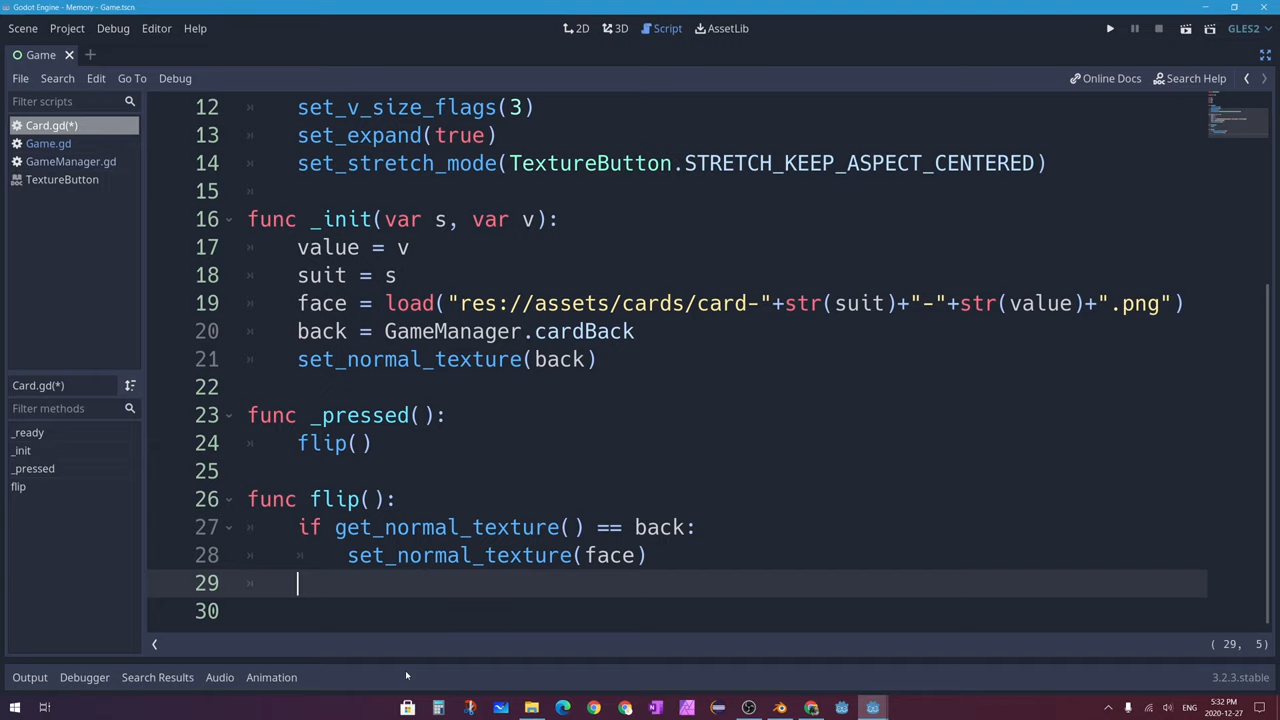 Godot Engine - Memory - Game.tscn
Scene Project Debug Editor Help
2D 3D Script AssetLib
GLES2
Game
File Search Edit Go To Debug
Online Docs Search Help
Filter scripts
Card.gd(*)
Game.gd
GameManager.gd
TextureButton
Card.gd(*)
Filter methods
_ready
_init
_pressed
flip
12 set_v_size_flags(3)
13 set_expand(true)
14 set_stretch_mode(TextureButton.STRETCH_KEEP_ASPECT_CENTERED)
15
16 func _init(var s, var v):
17 value = v
18 suit = s
19 face = load("res://assets/cards/card-"+str(suit)+"-"+str(value)+".png")
20 back = GameManager.cardBack
21 set_normal_texture(back)
22
23 func _pressed():
24 flip()
25
26 func flip():
27 if get_normal_texture() == back:
28 set_normal_texture(face)
29
30
( 29, 5)
Output Debugger Search Results Audio Animation
3.2.3.stable
ENG
5:32 PM
2020-12-27